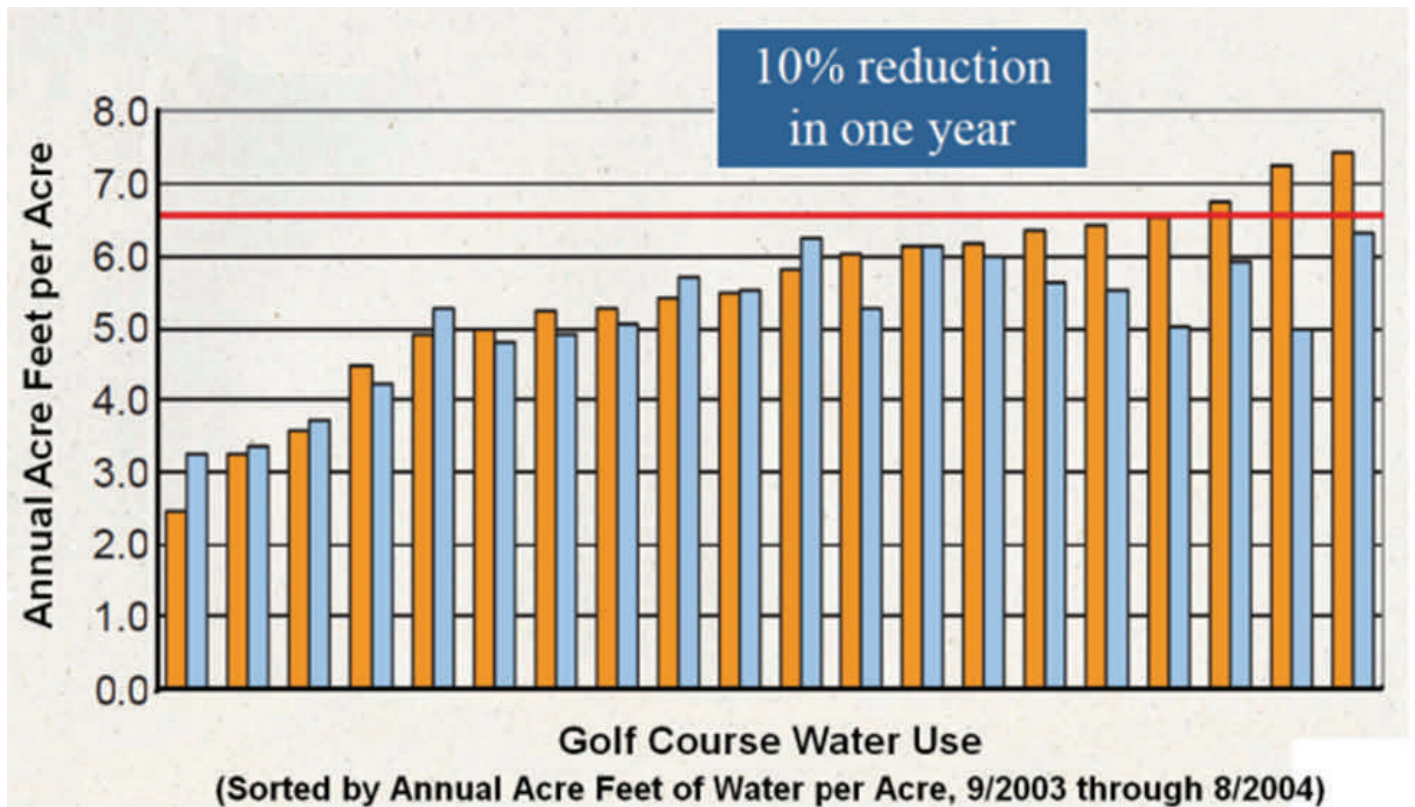 10% reduction
in one year
Annual Acre Feet per Acre
8.0
7.0
6.0
5.0
4.0
3.0
2.0
1.0
0.0
Golf Course Water Use
(Sorted by Annual Acre Feet of Water per Acre, 9/2003 through 8/2004)